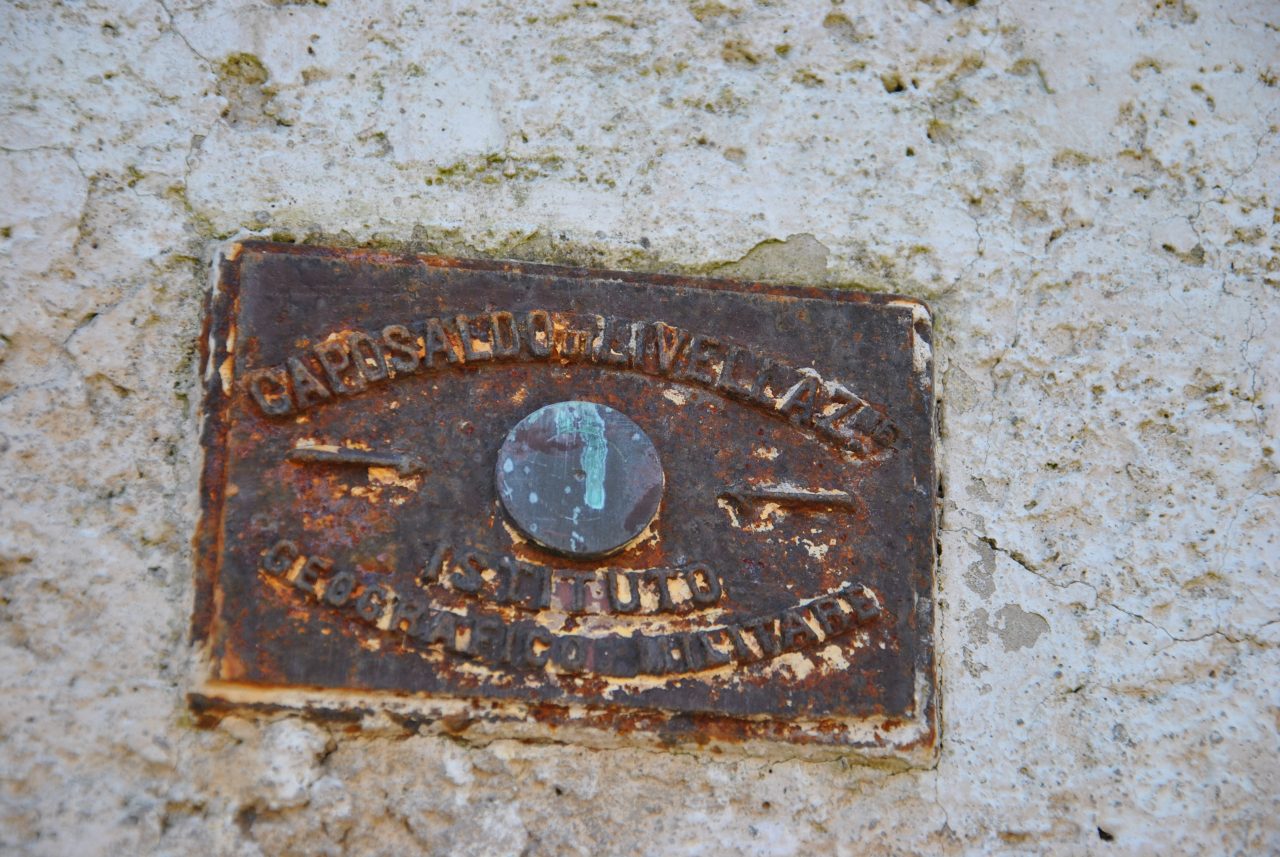 CAPOSALDO DI LIVELLAZNE
ISTITUTO
GEOGRAFICO MILITARE